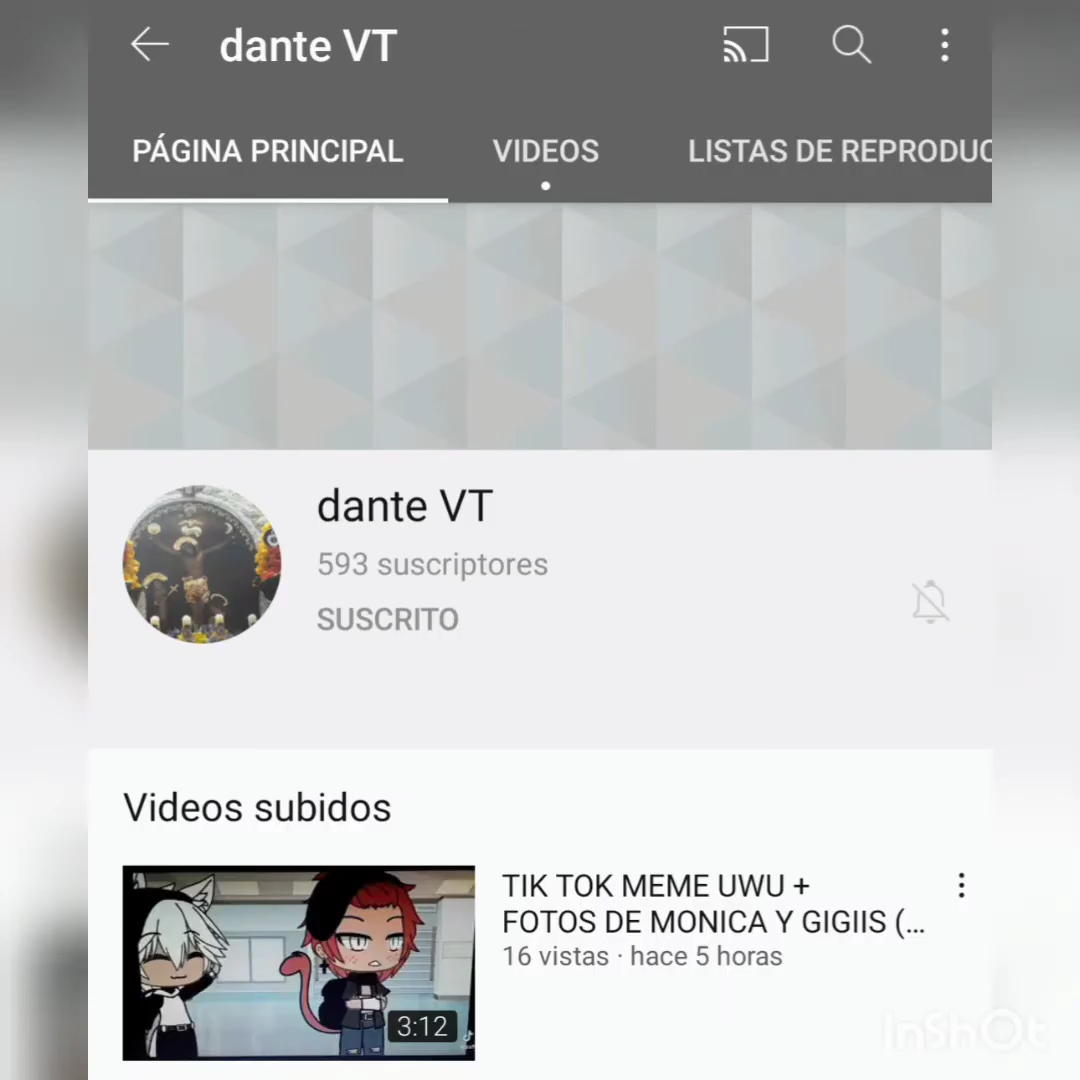 dante VT
PÁGINA PRINCIPAL
VIDEOS
LISTAS DE REPRODUC
dante VT
593 suscriptores
SUSCRITO
Videos subidos
TIK TOK MEME UWU +
FOTOS DE MONICA Y GIGIIS (...
16 vistas · hace 5 horas
3:12
InShOt